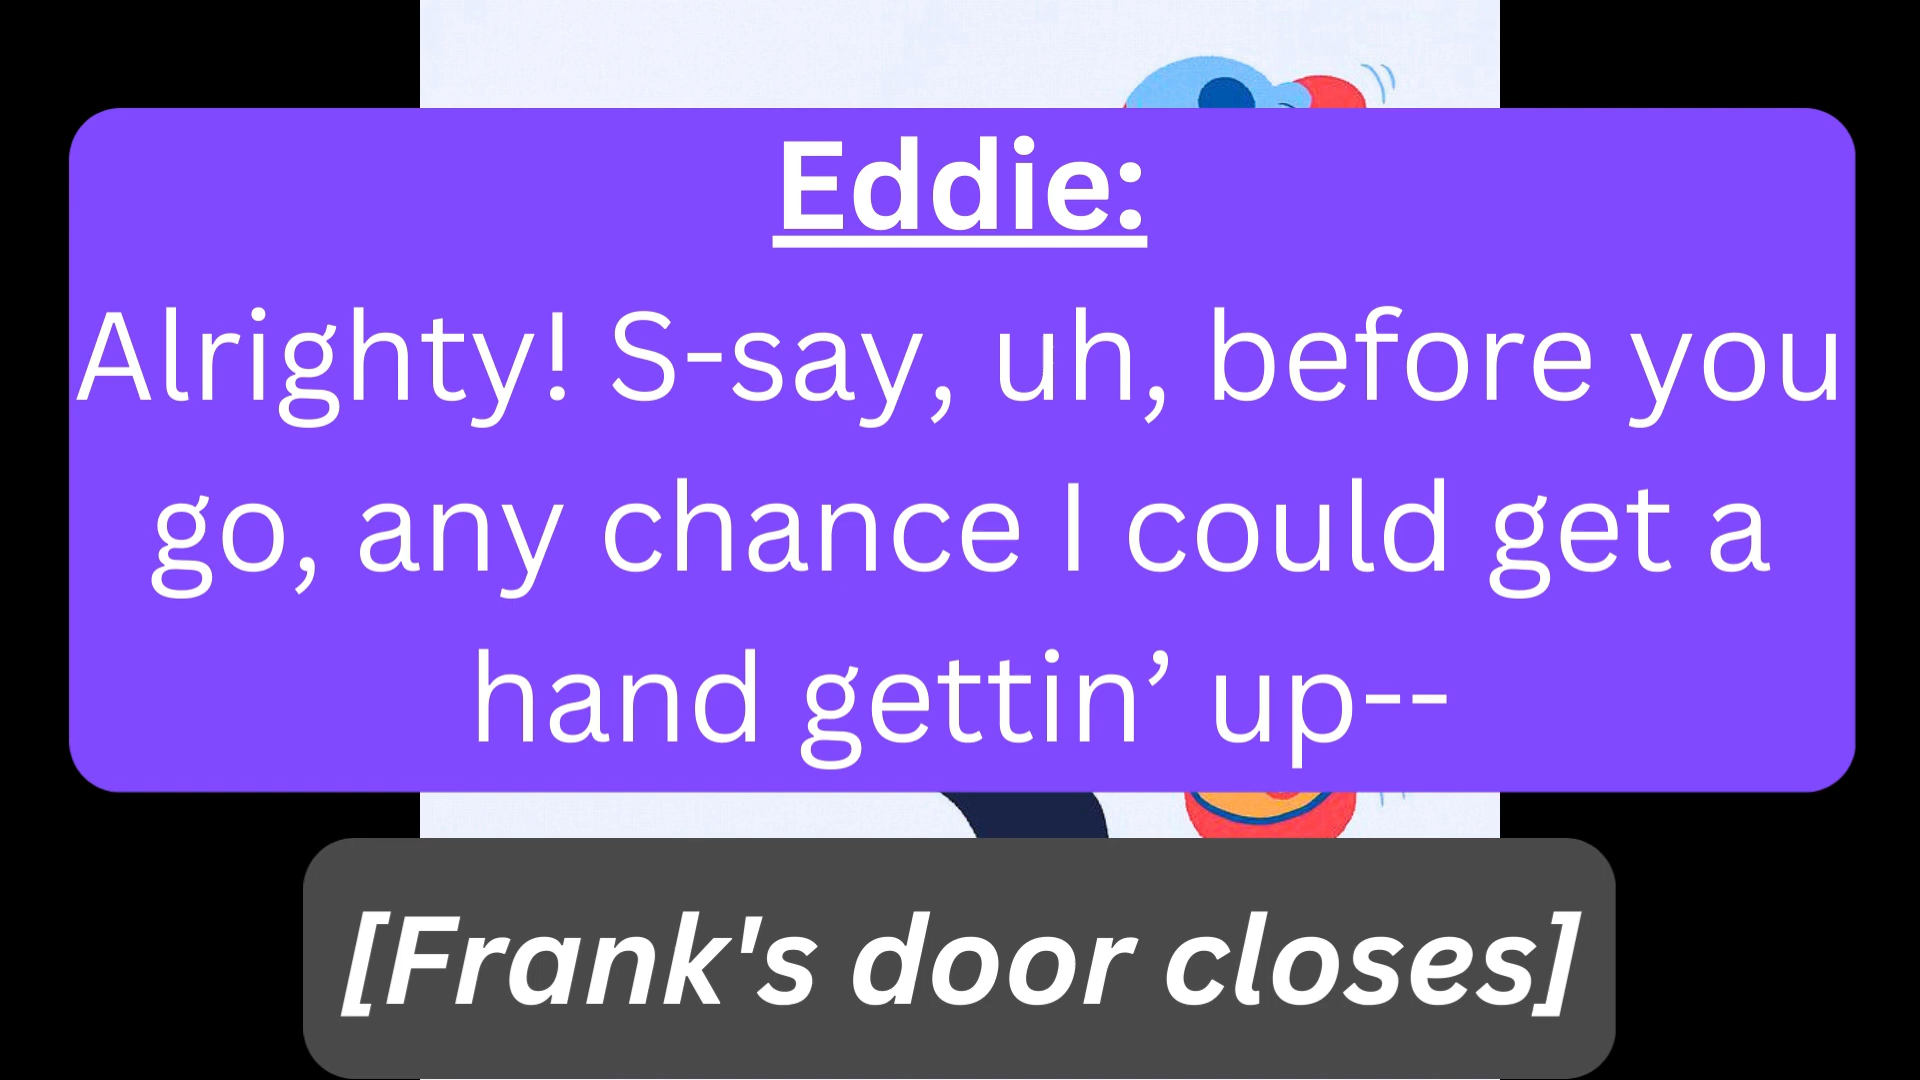 Eddie:
Alrighty! S-say, uh, before you
go, any chance I could get a
hand gettin’ up--
[Frank's door closes]